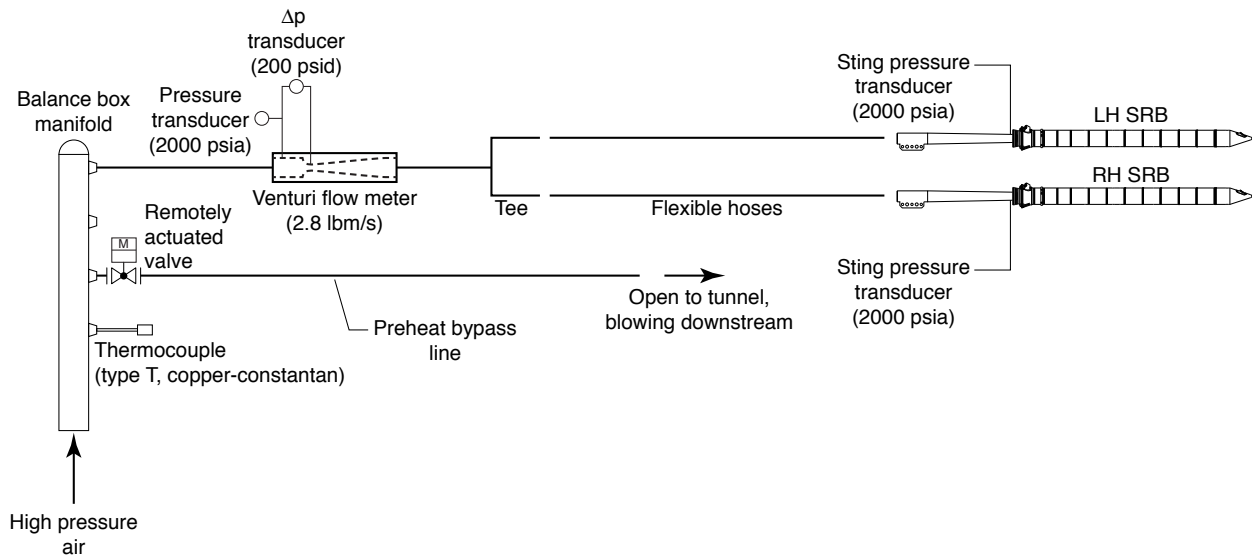 Δp
transducer
(200 psid)
Balance box
manifold
Pressure
transducer
(2000 psia)
Sting pressure
transducer
(2000 psia)
LH SRB
RH SRB
Venturi flow meter
(2.8 lbm/s)
Tee
Flexible hoses
Remotely
actuated
valve
M
Sting pressure
transducer
(2000 psia)
Open to tunnel,
blowing downstream
Preheat bypass
line
Thermocouple
(type T, copper-constantan)
High pressure
air